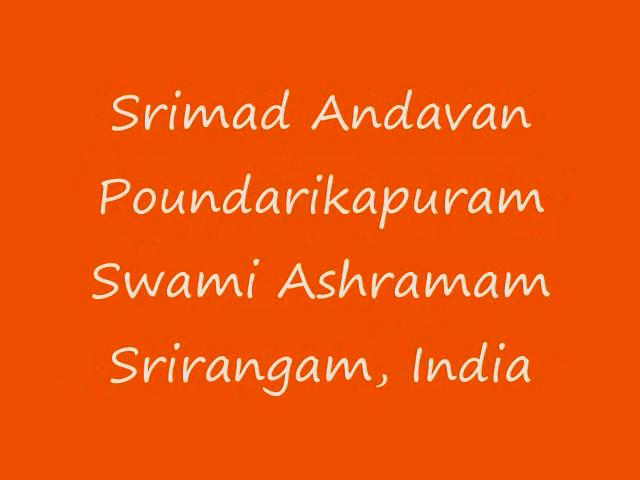 Srimad Andavan
Poundarikapuram
Swami Ashramam
Srirangam, India